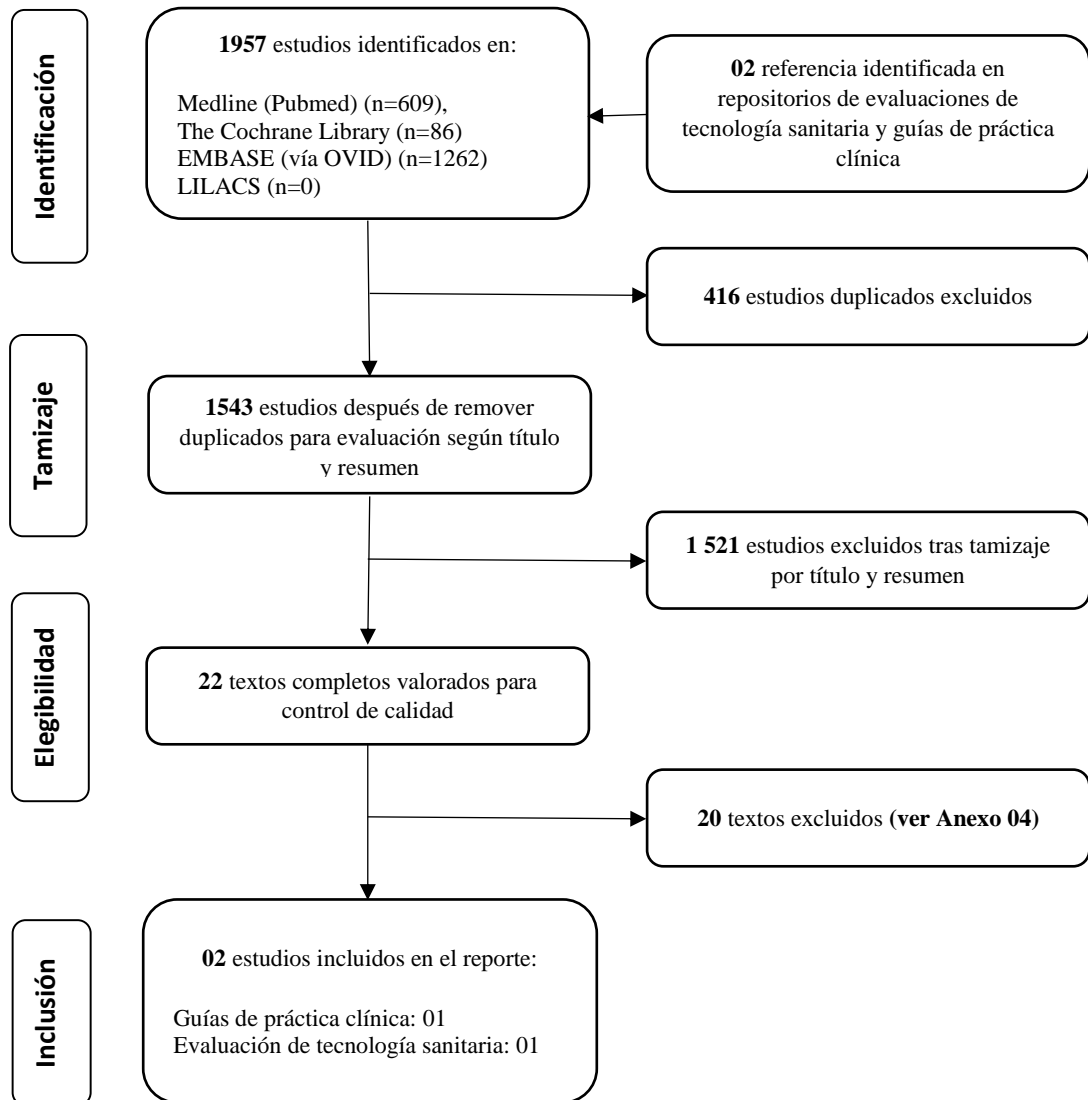 Identificación
1957 estudios identificados en:
Medline (Pubmed) (n=609),
The Cochrane Library (n=86)
EMBASE (vía OVID) (n=1262)
LILACS (n=0)
02 referencia identificada en
repositorios de evaluaciones de
tecnología sanitaria y guías de práctica
clínica
416 estudios duplicados excluidos
Tamizaje
1543 estudios después de remover
duplicados para evaluación según título
y resumen
1 521 estudios excluidos tras tamizaje
por título y resumen
Elegibilidad
22 textos completos valorados para
control de calidad
20 textos excluidos (ver Anexo 04)
Inclusión
02 estudios incluidos en el reporte:
Guías de práctica clínica: 01
Evaluación de tecnología sanitaria: 01